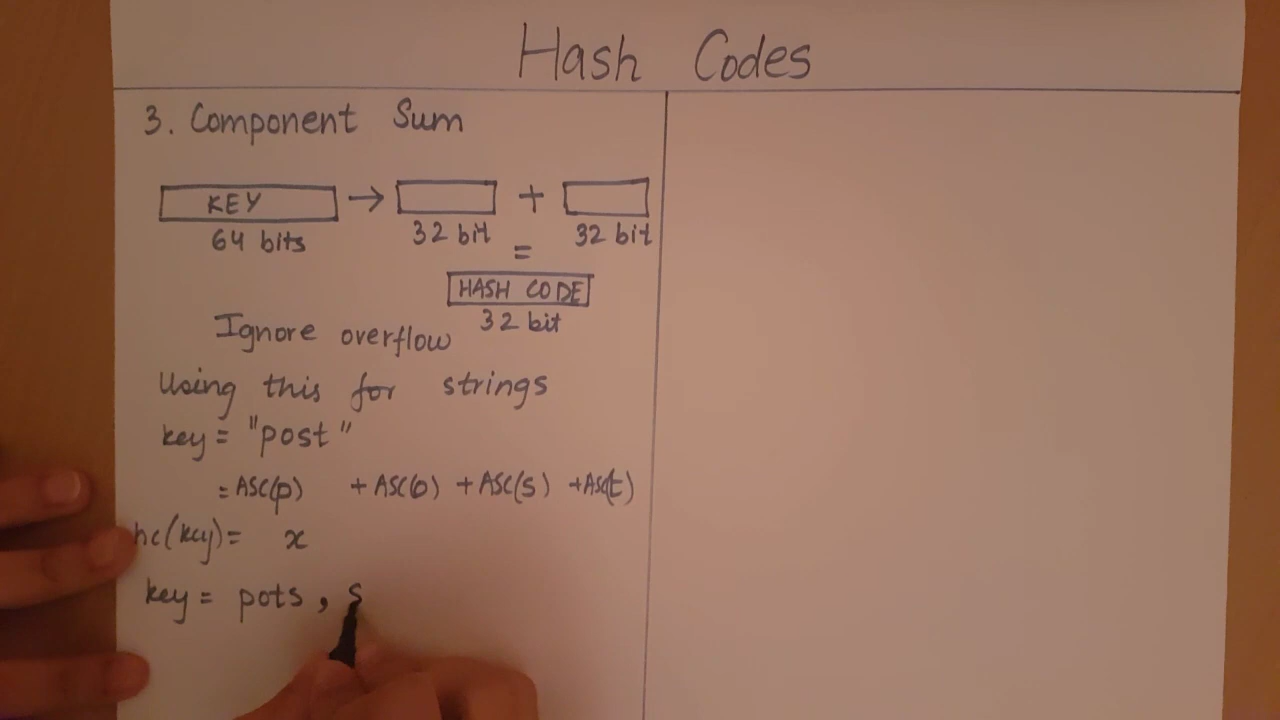 Hash Codes
3. Component Sum
KEY → +
64 bits 32 bit 32 bit
=
HASH CODE
32 bit
Ignore overflow
Using this for strings
key = "post"
= ASC(p) + ASC(o) + ASC(s) + ASC(t)
hc(key) = x
key = pots, s